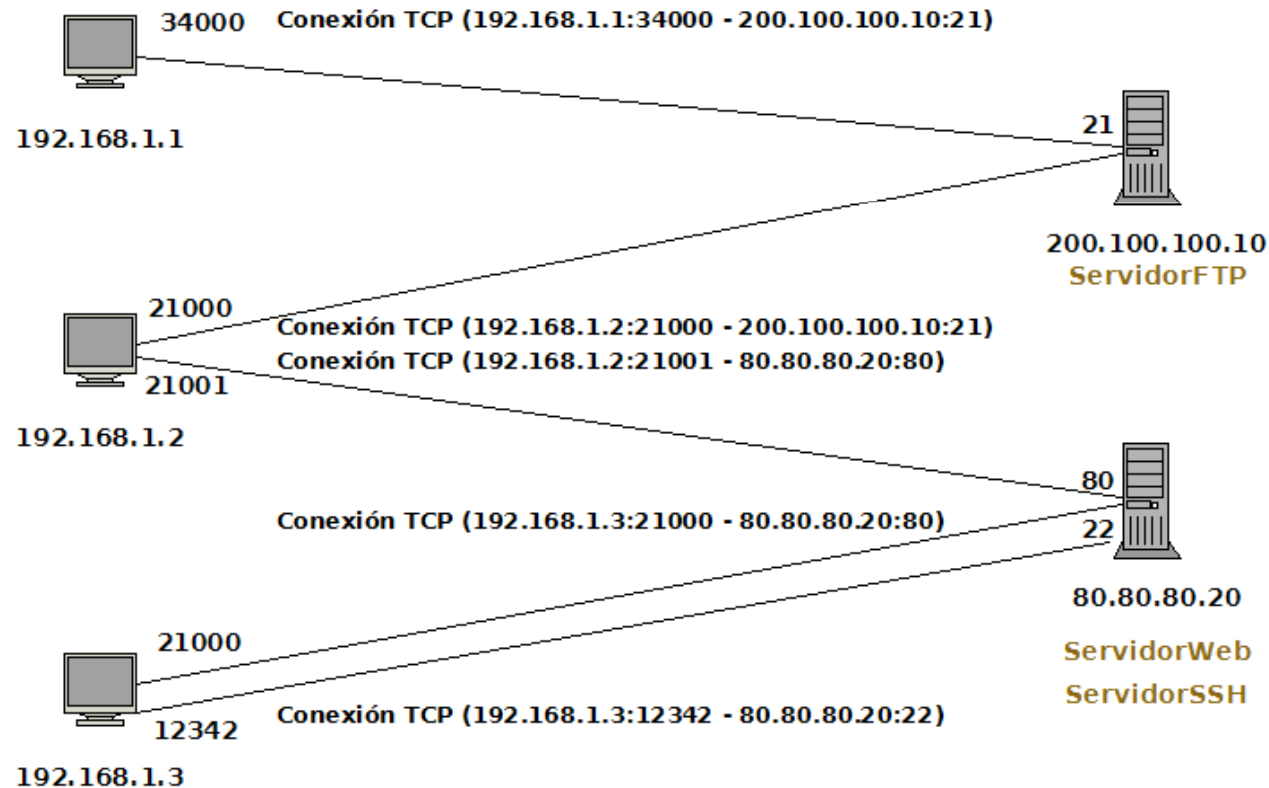 34000 Conexión TCP (192.168.1.1:34000 - 200.100.100.10:21)
21
192.168.1.1
200.100.100.10
ServidorFTP
21000
Conexión TCP (192.168.1.2:21000 - 200.100.100.10:21)
Conexión TCP (192.168.1.2:21001 - 80.80.80.20:80)
21001
192.168.1.2
80
Conexión TCP (192.168.1.3:21000 - 80.80.80.20:80)
22
80.80.80.20
21000
ServidorWeb
ServidorSSH
Conexión TCP (192.168.1.3:12342 - 80.80.80.20:22)
12342
192.168.1.3